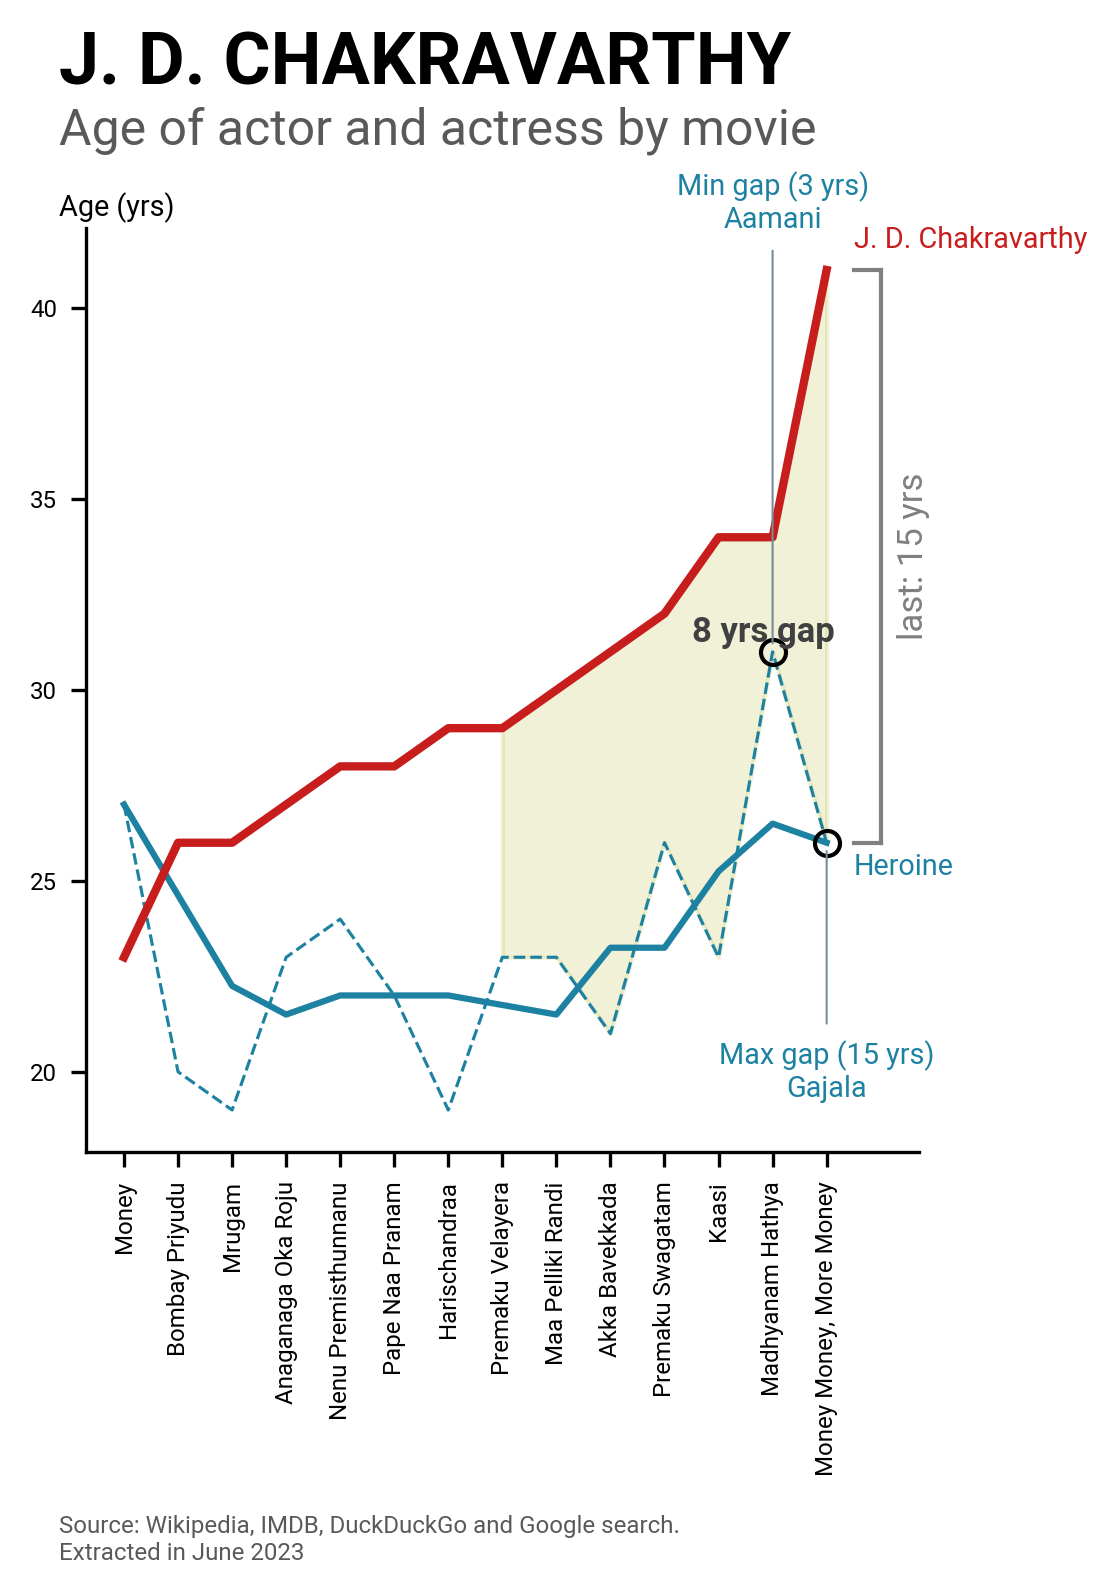 J. D. CHAKRAVARTHY
Age of actor and actress by movie
Min gap (3 yrs)
Aamani
Age (yrs)
J. D. Chakravarthy
40
35
30
25
20
last: 15 yrs
8 yrs gap
Heroine
Max gap (15 yrs)
Gajala
Money
Bombay Priyudu
Mrugam
Anaganaga Oka Roju
Nenu Premisthunnanu
Pape Naa Pranam
Harischandraa
Premaku Velayera
Maa Pelliki Randi
Akka Bavekkada
Premaku Swagatam
Kaasi
Madhyanam Hathya
Money Money, More Money
Source: Wikipedia, IMDB, DuckDuckGo and Google search.
Extracted in June 2023